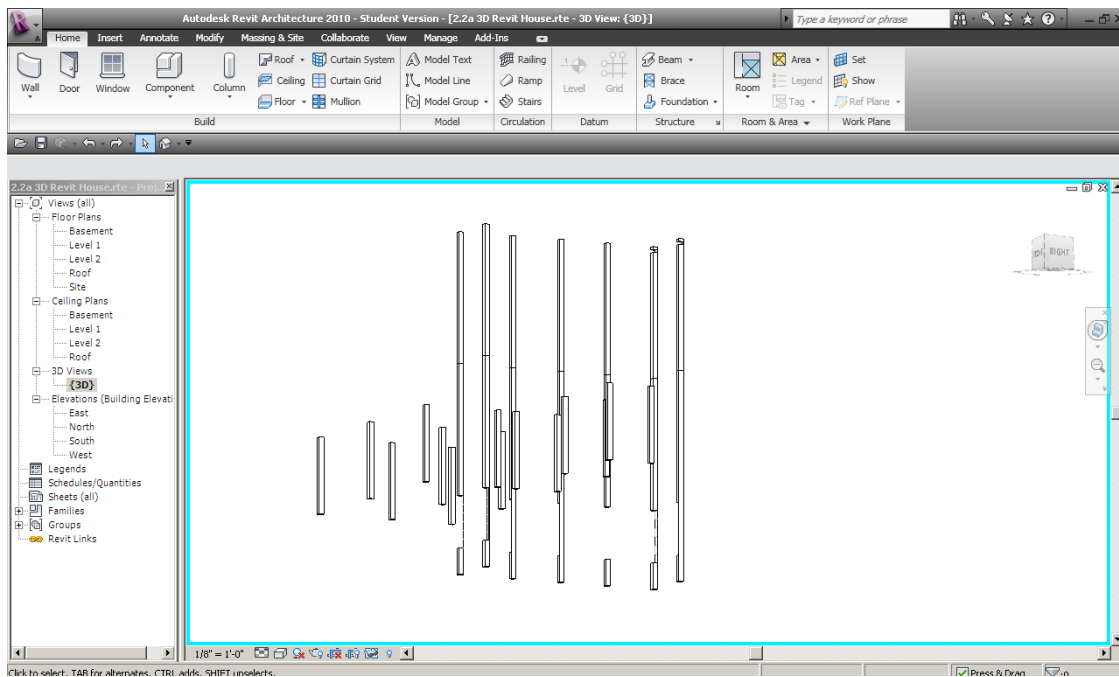 Autodesk Revit Architecture 2010 - Student Version - [2.2a 3D Revit House.rte - 3D View: {3D}]
Type a keyword or phrase
Home Insert Annotate Modify Massing & Site Collaborate View Manage Add-Ins
Wall Door Window Component Column
Roof Curtain System
Ceiling Curtain Grid
Floor Mullion
Build
Model Text
Model Line
Model Group
Model
Railing
Ramp
Stairs
Circulation
Level Grid
Datum
Beam
Brace
Foundation
Structure
Room
Area
Legend
Tag
Room & Area
Set
Show
Ref Plane
Work Plane
2.2a 3D Revit House.rte - Pro
Views (all)
Floor Plans
Basement
Level 1
Level 2
Roof
Site
Ceiling Plans
Basement
Level 1
Level 2
Roof
3D Views
{3D}
Elevations (Building Elevati
East
North
South
West
Legends
Schedules/Quantities
Sheets (all)
Families
Groups
Revit Links
RIGHT
1/8" = 1'-0"
Click to select, TAB for alternates, CTRL adds, SHIFT unselects.
Press & Drag
:0